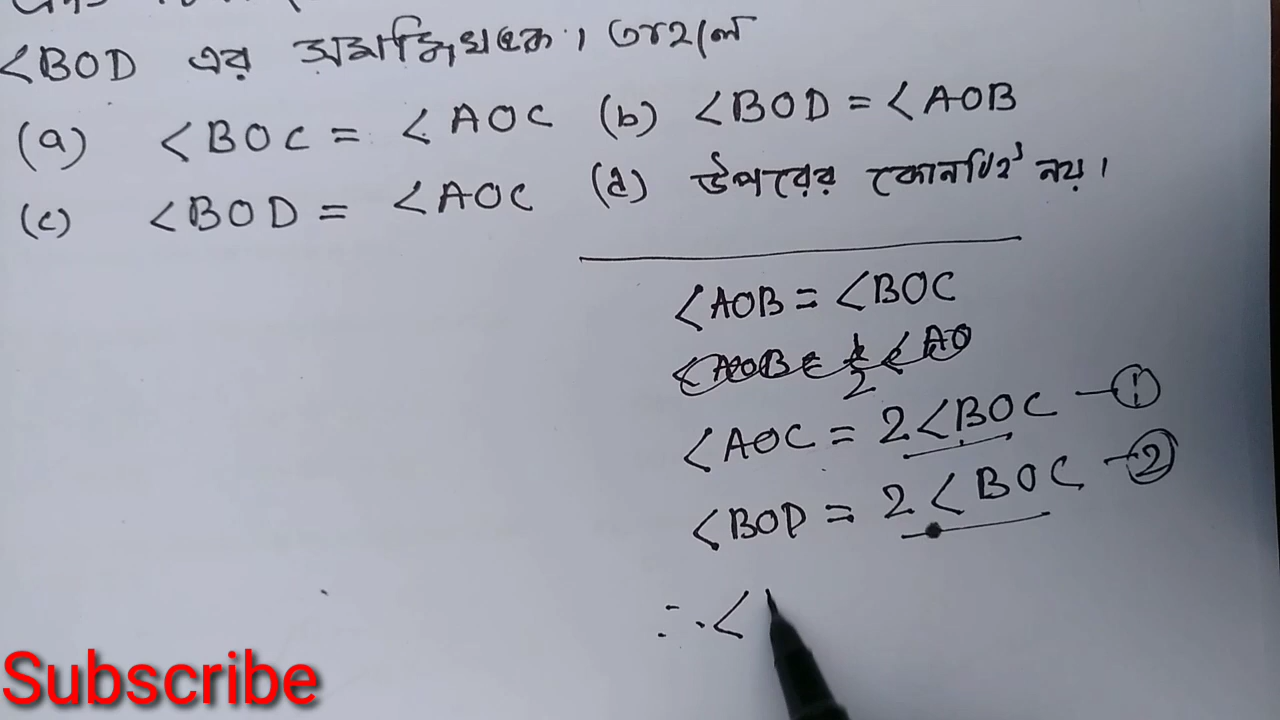 <BOD এর সমদ্বিখণ্ডক। তাহলে
(a) <BOC = <AOC (b) <BOD = <AOB
(c) <BOD = <AOC (d) উপরের কোনটিই নয়।
<AOB = <BOC
<AOC = 2<BOC —①
<BOD = 2<BOC —②
∴ <
Subscribe